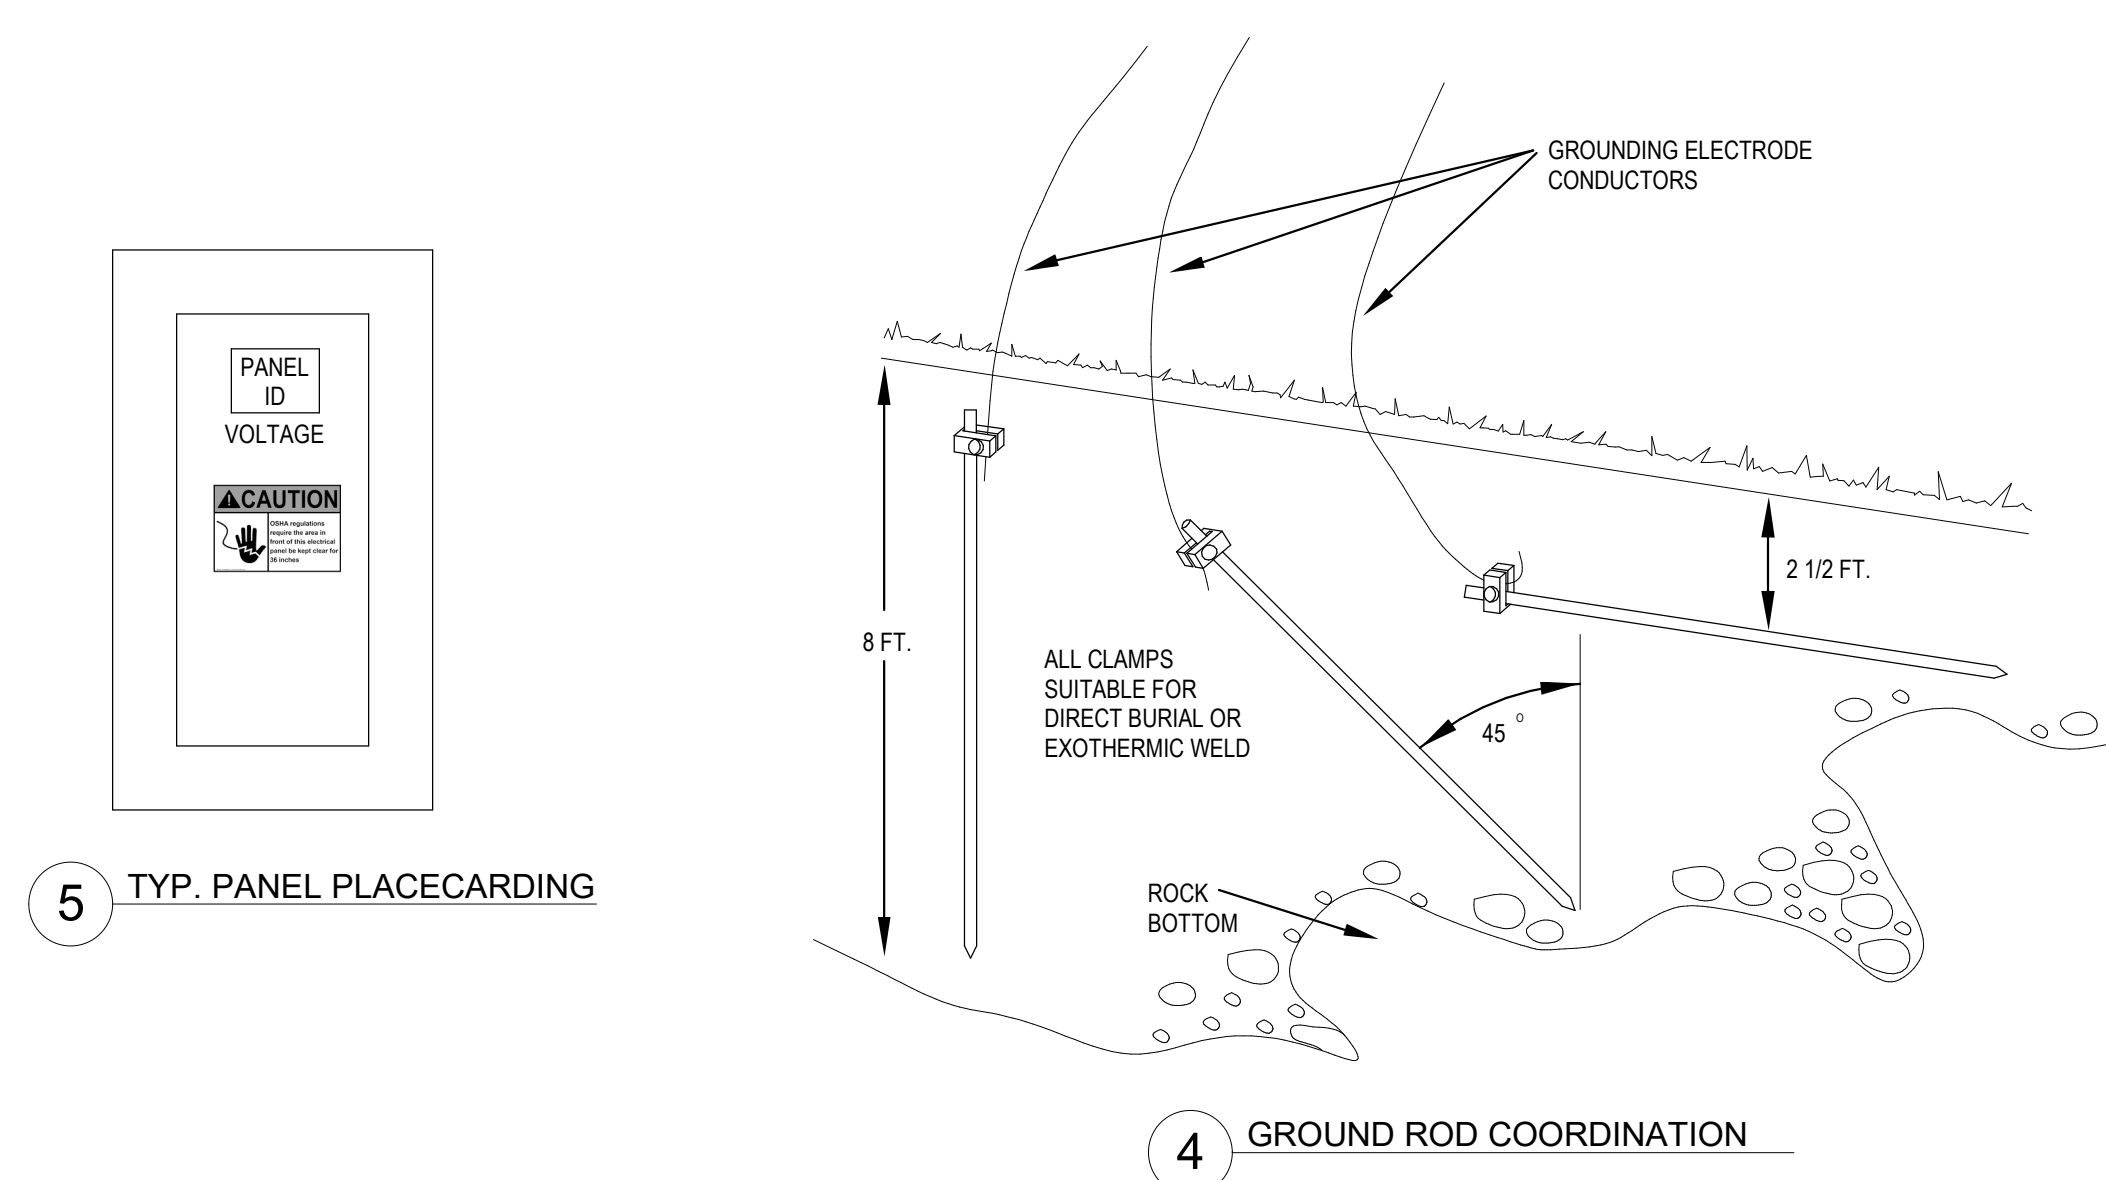 PANEL
ID
VOLTAGE
CAUTION
OSHA regulations
require the area in
front of this electrical
panel be kept clear for
36 inches
5
TYP. PANEL PLACECARDING
GROUNDING ELECTRODE
CONDUCTORS
8 FT.
2 1/2 FT.
ALL CLAMPS
SUITABLE FOR
DIRECT BURIAL OR
EXOTHERMIC WELD
45 o
ROCK
BOTTOM
4
GROUND ROD COORDINATION